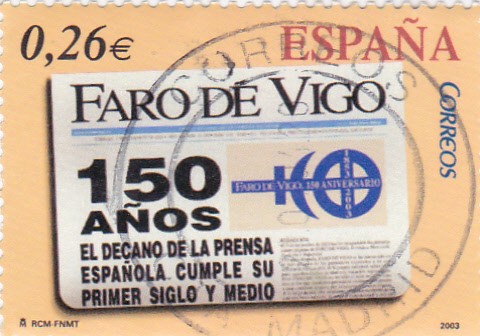 0,26€
ESPAÑA
CORREOS
CORREOS
FARO DE VIGO
150
AÑOS
1853
2003
FARO DE VIGO, 150 ANIVERSARIO
EL DECANO DE LA PRENSA
ESPAÑOLA CUMPLE SU
PRIMER SIGLO Y MEDIO
MADRID
RCM-FNMT
2003